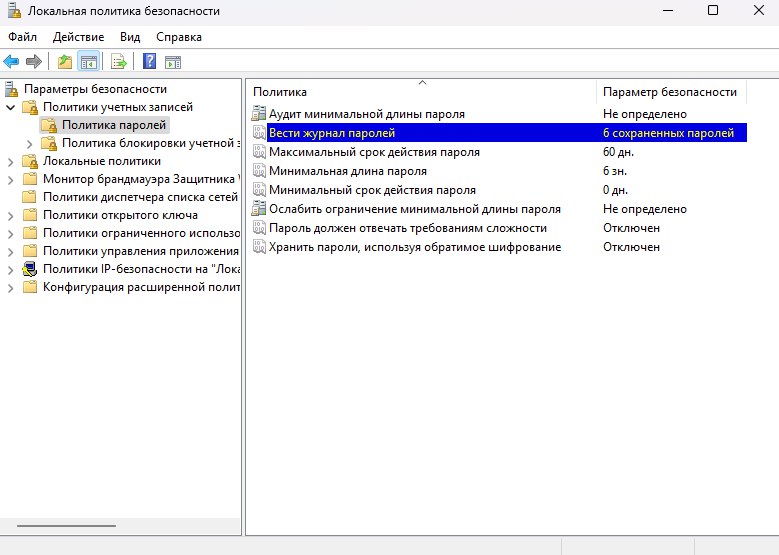 Локальная политика безопасности
Файл Действие Вид Справка
Параметры безопасности
Политики учетных записей
Политика паролей
Политика блокировки учетной з
Локальные политики
Монитор брандмауэра Защитника
Политики диспетчера списка сетей
Политики открытого ключа
Политики ограниченного использо
Политики управления приложения
Политики IP-безопасности на "Лока
Конфигурация расширенной полит
Политика Параметр безопасности
Аудит минимальной длины пароля Не определено
Вести журнал паролей 6 сохраненных паролей
Максимальный срок действия пароля 60 дн.
Минимальная длина пароля 6 зн.
Минимальный срок действия пароля 0 дн.
Ослабить ограничение минимальной длины пароля Не определено
Пароль должен отвечать требованиям сложности Отключен
Хранить пароли, используя обратимое шифрование Отключен